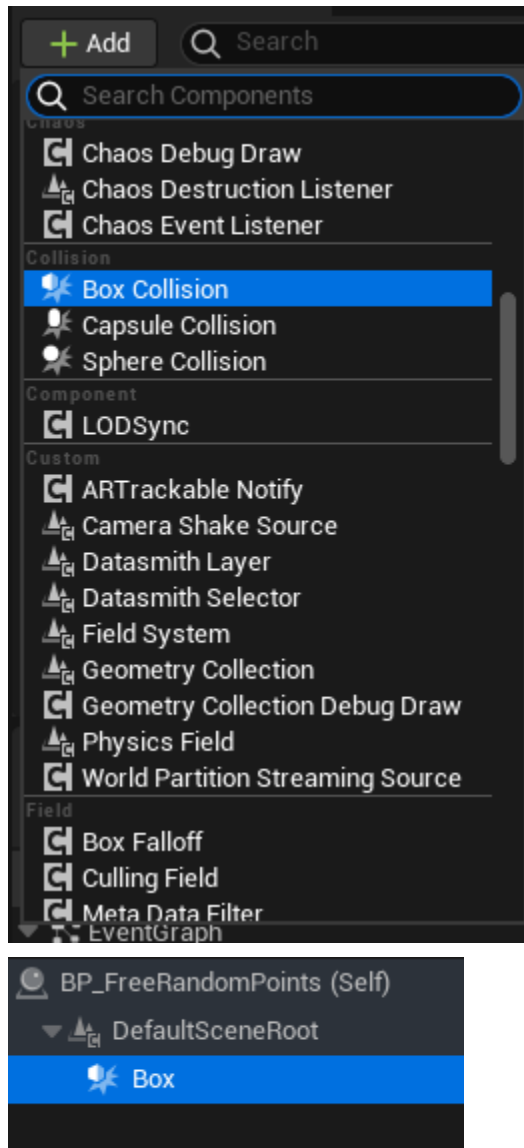 + Add
Search
Search Components
Chaos
Chaos Debug Draw
Chaos Destruction Listener
Chaos Event Listener
Collision
Box Collision
Capsule Collision
Sphere Collision
Component
LODSync
Custom
ARTrackable Notify
Camera Shake Source
Datasmith Layer
Datasmith Selector
Field System
Geometry Collection
Geometry Collection Debug Draw
Physics Field
World Partition Streaming Source
Field
Box Falloff
Culling Field
Meta Data Filter
EventGraph
BP_FreeRandomPoints (Self)
DefaultSceneRoot
Box